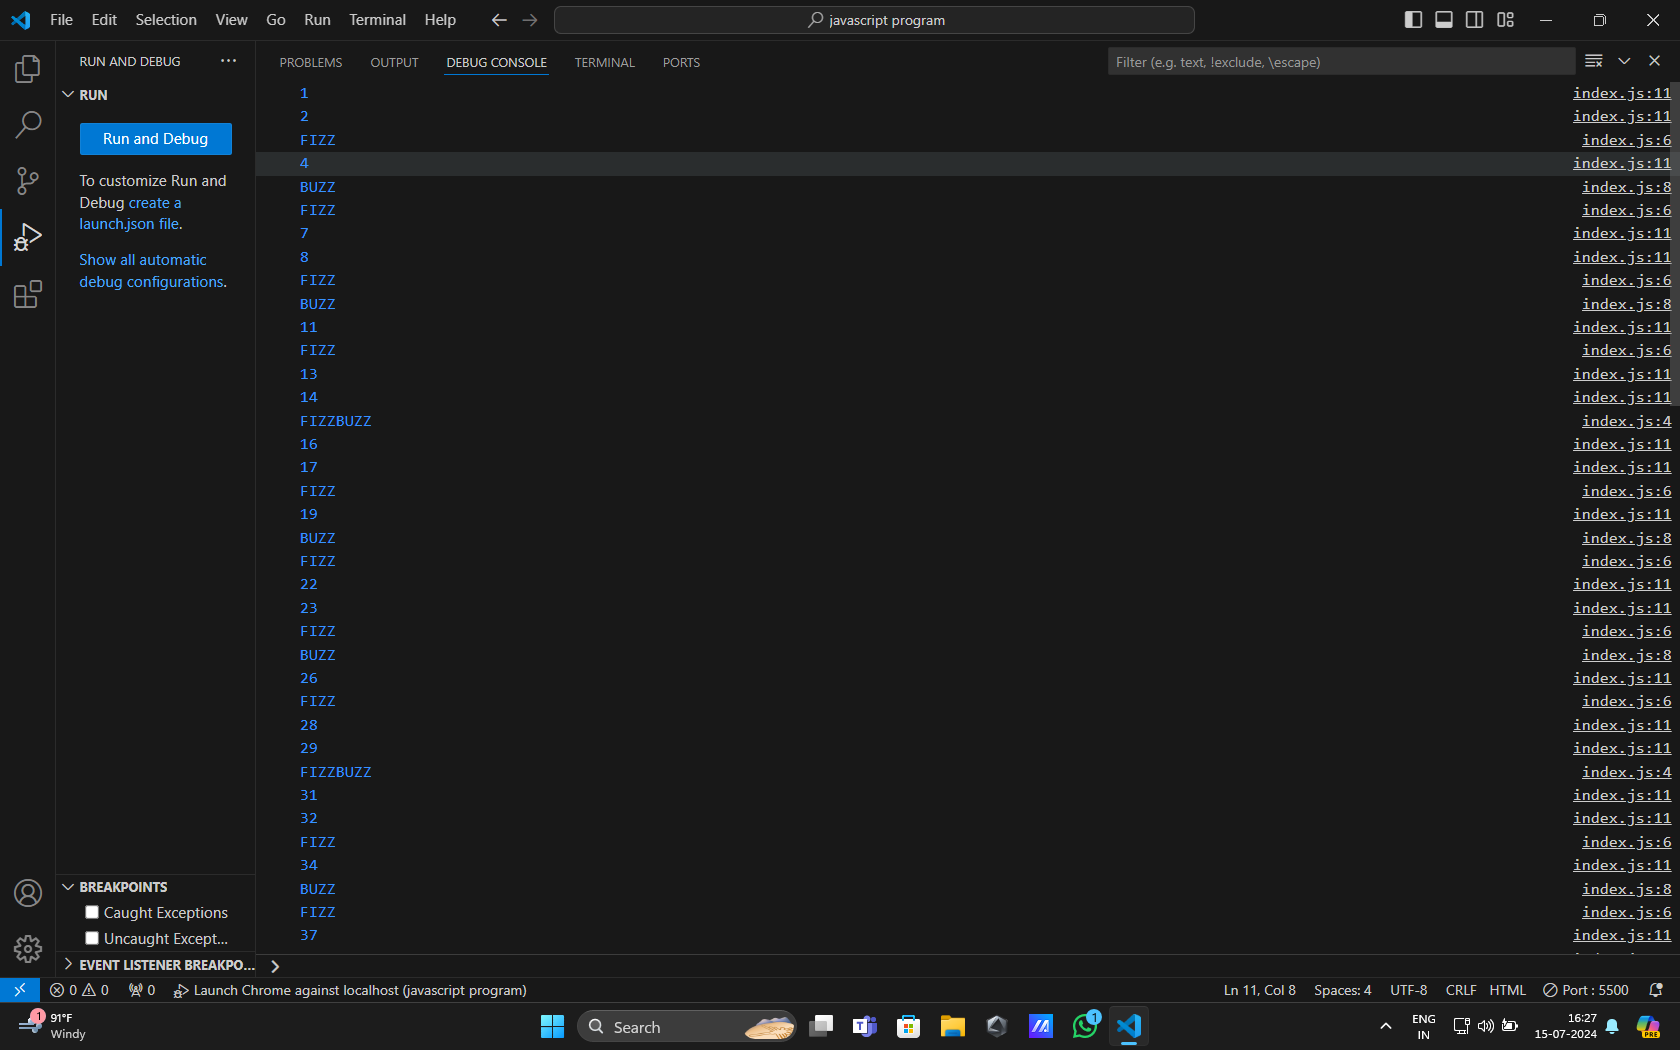 File Edit Selection View Go Run Terminal Help
javascript program
RUN AND DEBUG
RUN
Run and Debug
To customize Run and
Debug create a
launch.json file.
Show all automatic
debug configurations.
BREAKPOINTS
Caught Exceptions
Uncaught Except...
EVENT LISTENER BREAKPO...
PROBLEMS OUTPUT DEBUG CONSOLE TERMINAL PORTS
Filter (e.g. text, !exclude, \escape)
1 index.js:11
2 index.js:11
FIZZ index.js:6
4 index.js:11
BUZZ index.js:8
FIZZ index.js:6
7 index.js:11
8 index.js:11
FIZZ index.js:6
BUZZ index.js:8
11 index.js:11
FIZZ index.js:6
13 index.js:11
14 index.js:11
FIZZBUZZ index.js:4
16 index.js:11
17 index.js:11
FIZZ index.js:6
19 index.js:11
BUZZ index.js:8
FIZZ index.js:6
22 index.js:11
23 index.js:11
FIZZ index.js:6
BUZZ index.js:8
26 index.js:11
FIZZ index.js:6
28 index.js:11
29 index.js:11
FIZZBUZZ index.js:4
31 index.js:11
32 index.js:11
FIZZ index.js:6
34 index.js:11
BUZZ index.js:8
FIZZ index.js:6
37 index.js:11
0 0 0 Launch Chrome against localhost (javascript program) Ln 11, Col 8 Spaces: 4 UTF-8 CRLF HTML Port : 5500
1 91°F
Windy
Search
1
ENG
IN
16:27
15-07-2024
PRE